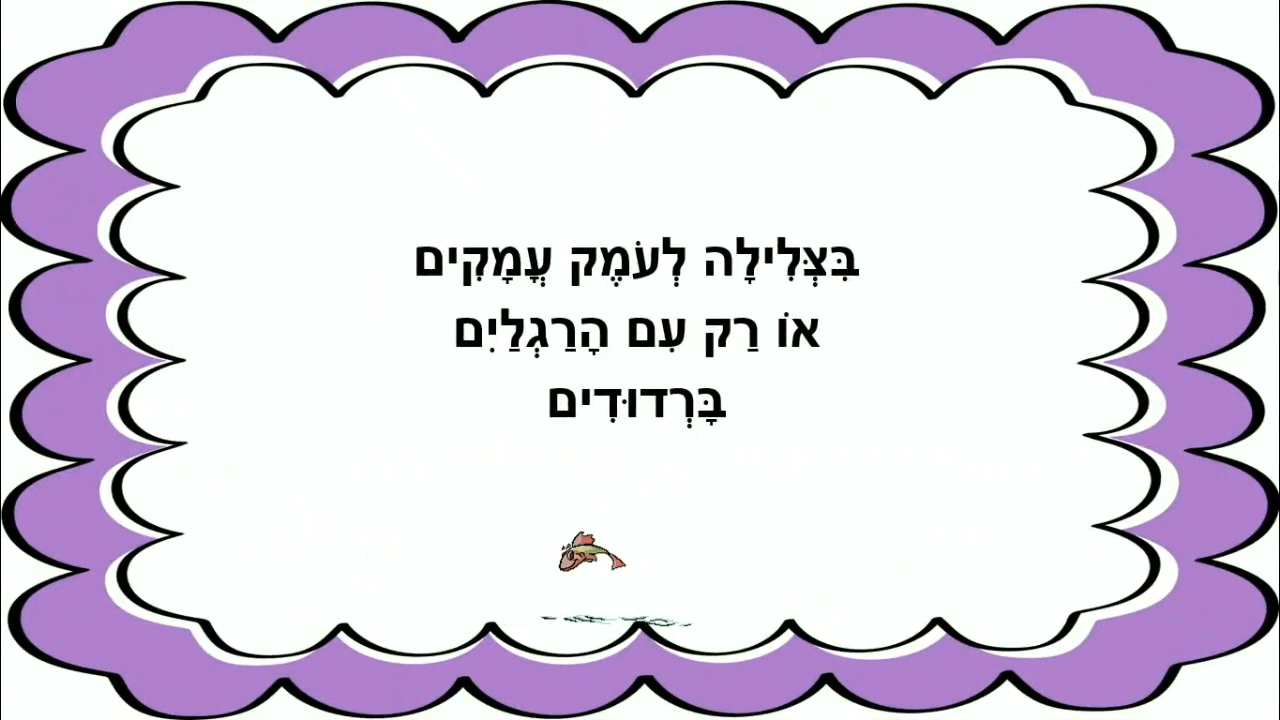 בִּצְּלִילָה לְעֹמֶק עֲמָקִים
אוֹ רַק עִם הָרַגְלַיִם
בָּרְדוּדִים